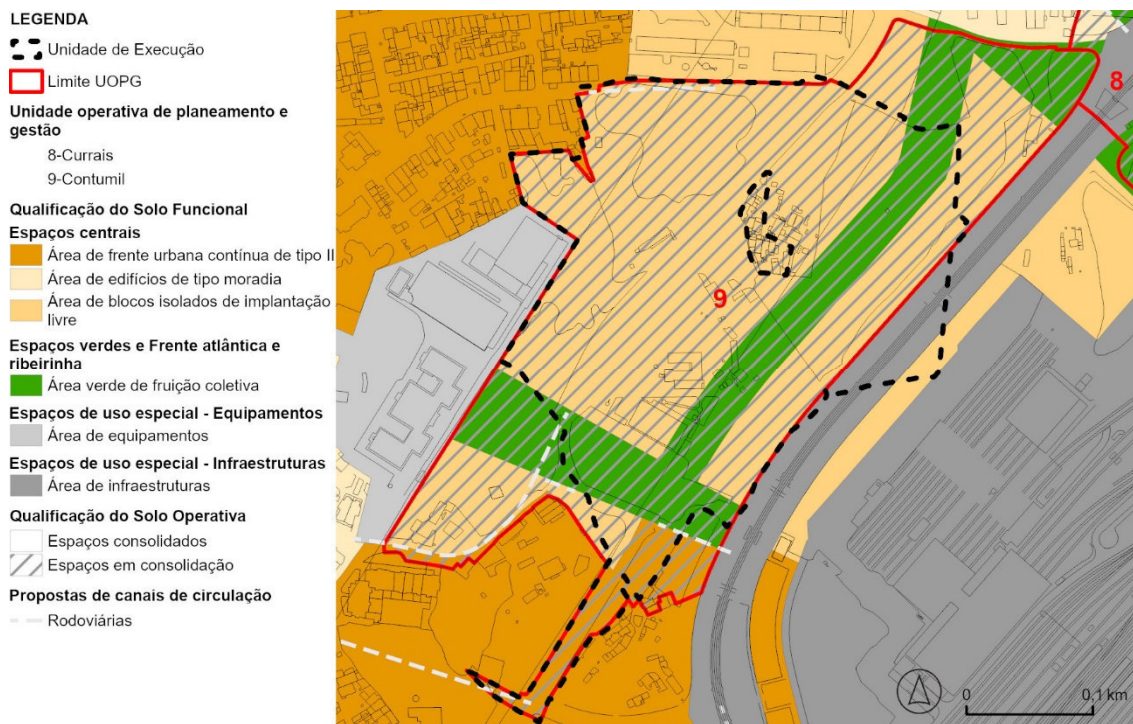 LEGENDA
Unidade de Execução
Limite UOPG
Unidade operativa de planeamento e
gestão
8-Currais
9-Contumil
Qualificação do Solo Funcional
Espaços centrais
Área de frente urbana contínua de tipo II
Área de edifícios de tipo moradia
Área de blocos isolados de implantação
livre
Espaços verdes e Frente atlântica e
ribeirinha
Área verde de fruição coletiva
Espaços de uso especial - Equipamentos
Área de equipamentos
Espaços de uso especial - Infraestruturas
Área de infraestruturas
Qualificação do Solo Operativa
Espaços consolidados
Espaços em consolidação
Propostas de canais de circulação
Rodoviárias
8
9
0 0,1 km